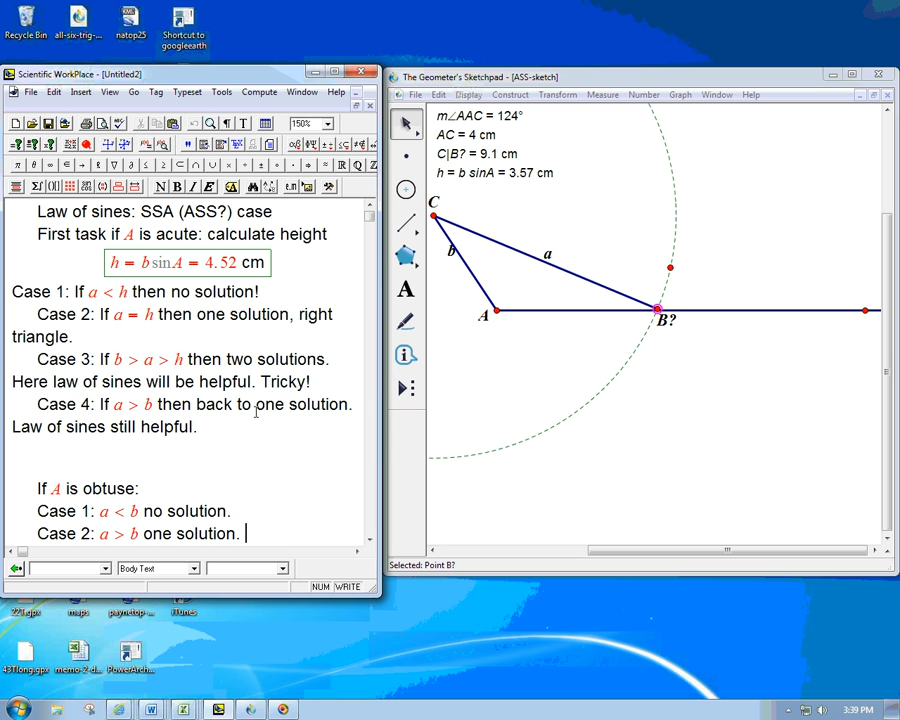 Recycle Bin
all-six-trig-...
natop25
Shortcut to googleearth
Scientific WorkPlace - [Untitled2]
File Edit Insert View Go Tag Typeset Tools Compute Window Help
150%
N B I E
Law of sines: SSA (ASS?) case
First task if A is acute: calculate height
h = b sin A = 4.52 cm
Case 1: If a < h then no solution!
Case 2: If a = h then one solution, right
triangle.
Case 3: If b > a > h then two solutions.
Here law of sines will be helpful. Tricky!
Case 4: If a > b then back to one solution.
Law of sines still helpful.
If A is obtuse:
Case 1: a < b no solution.
Case 2: a > b one solution.
Body Text
NUM WRITE
The Geometer's Sketchpad - [ASS-sketch]
File Edit Display Construct Transform Measure Number Graph Window Help
m∠AAC = 124°
AC = 4 cm
C|B? = 9.1 cm
h = b sinA = 3.57 cm
C
b
a
A
B?
A
Selected: Point B?
22T.gpx
maps
paynetop-...
iTunes
43Tlong.gpx
memo-2-d...
PowerArch...
3:39 PM